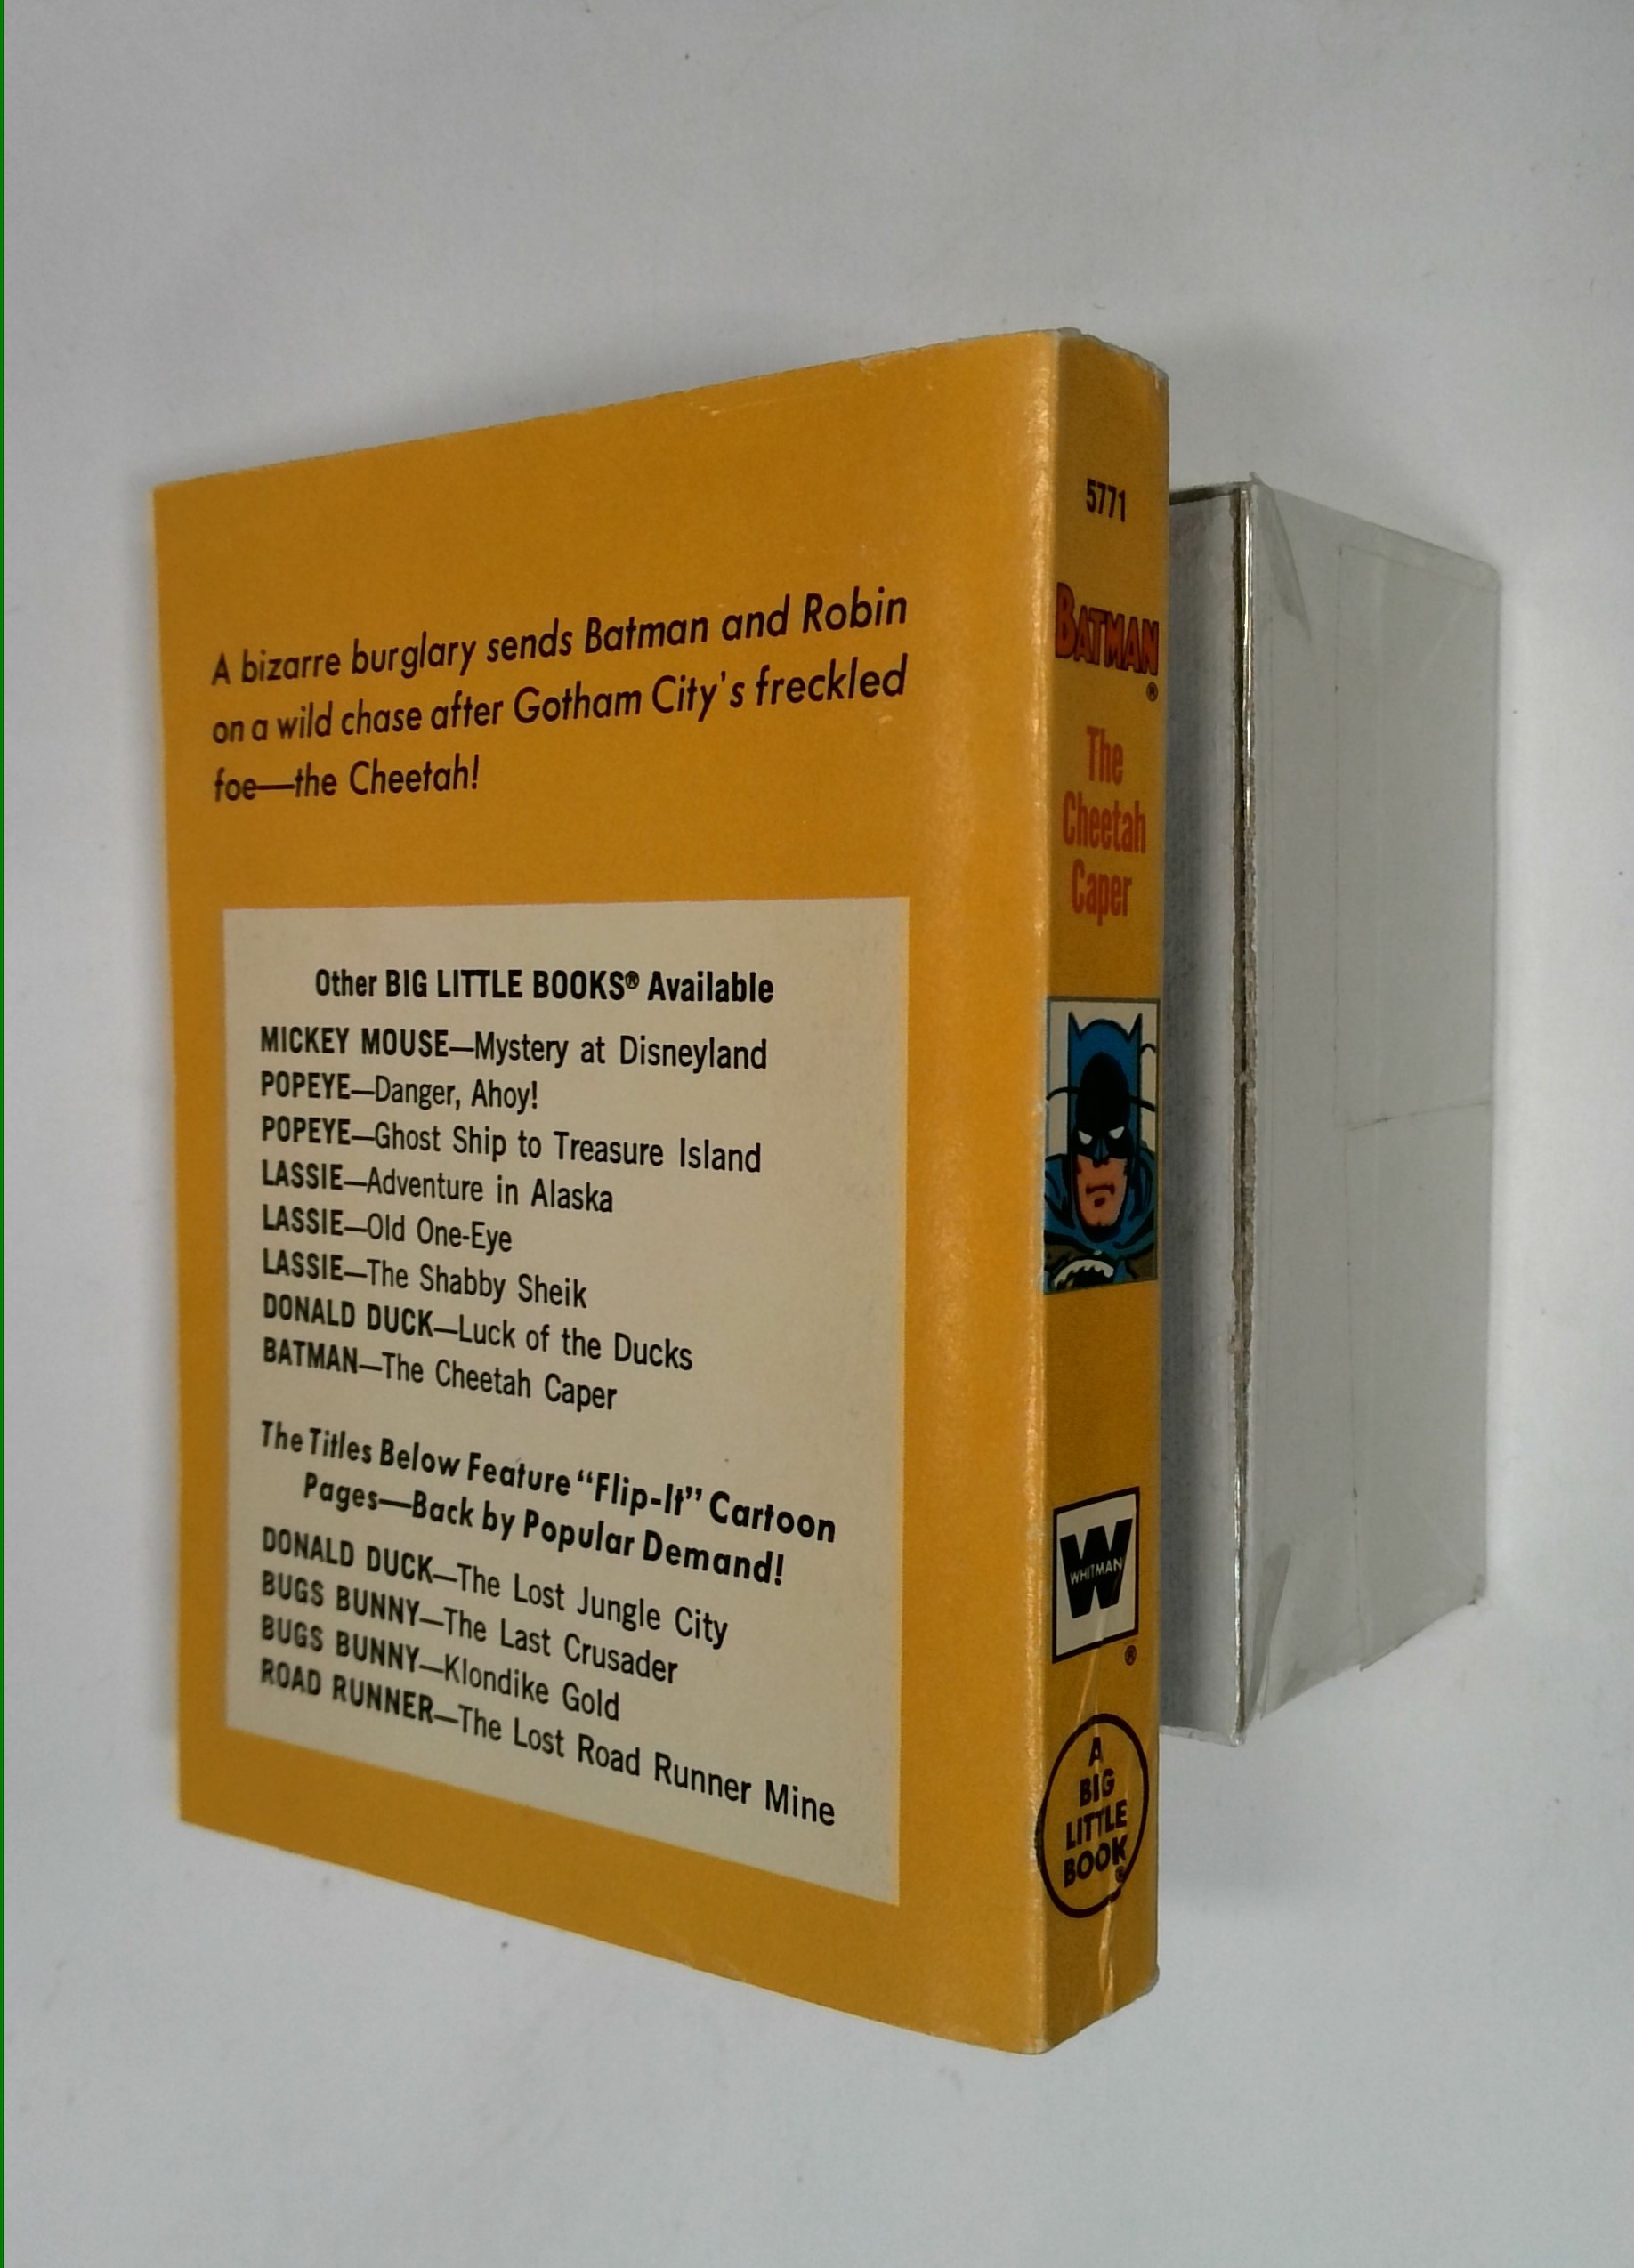 A bizarre burglary sends Batman and Robin
on a wild chase after Gotham City's freckled
foe—the Cheetah!
Other BIG LITTLE BOOKS® Available
MICKEY MOUSE—Mystery at Disneyland
POPEYE—Danger, Ahoy!
POPEYE—Ghost Ship to Treasure Island
LASSIE—Adventure in Alaska
LASSIE—Old One-Eye
LASSIE—The Shabby Sheik
DONALD DUCK—Luck of the Ducks
BATMAN—The Cheetah Caper
The Titles Below Feature “Flip-It” Cartoon
Pages—Back by Popular Demand!
DONALD DUCK—The Lost Jungle City
BUGS BUNNY—The Last Crusader
BUGS BUNNY—Klondike Gold
ROAD RUNNER—The Lost Road Runner Mine
5771
BATMAN
®
The
Cheetah
Caper
W
WHITMAN
®
A
BIG
LITTLE
BOOK
®